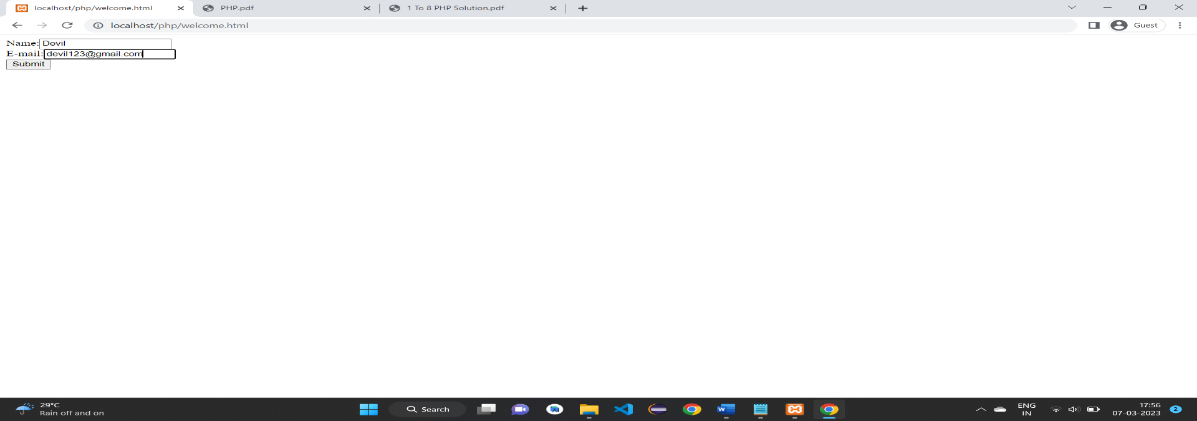 localhost/php/welcome.html
PHP.pdf
1 To 8 PHP Solution.pdf
localhost/php/welcome.html
Guest
Name: Devil
E-mail: devil123@gmail.com
Submit
29°C
Rain off and on
Search
ENG
IN
17:56
07-03-2023
2